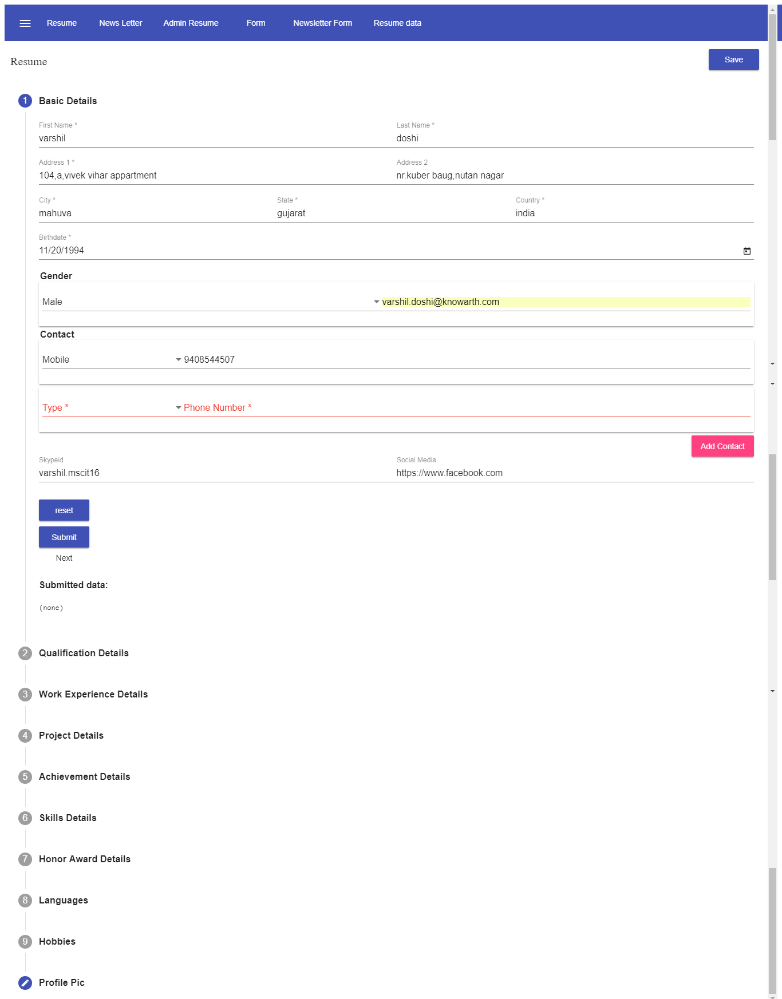 Resume News Letter Admin Resume Form Newsletter Form Resume data
Resume
Save
1 Basic Details
First Name * Last Name *
varshil doshi
Address 1 * Address 2
104,a,vivek vihar appartment nr.kuber baug,nutan nagar
City * State * Country *
mahuva gujarat india
Birthdate *
11/20/1994
Gender
Male varshil.doshi@knowarth.com
Contact
Mobile 9408544507
Type * Phone Number *
Add Contact
Skypeid Social Media
varshil.mscit16 https://www.facebook.com
reset
Submit
Next
Submitted data:
(none)
2 Qualification Details
3 Work Experience Details
4 Project Details
5 Achievement Details
6 Skills Details
7 Honor Award Details
8 Languages
9 Hobbies
Profile Pic